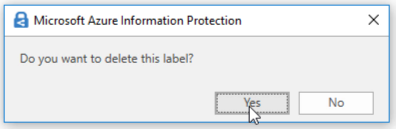 Microsoft Azure Information Protection
Do you want to delete this label?
Yes No